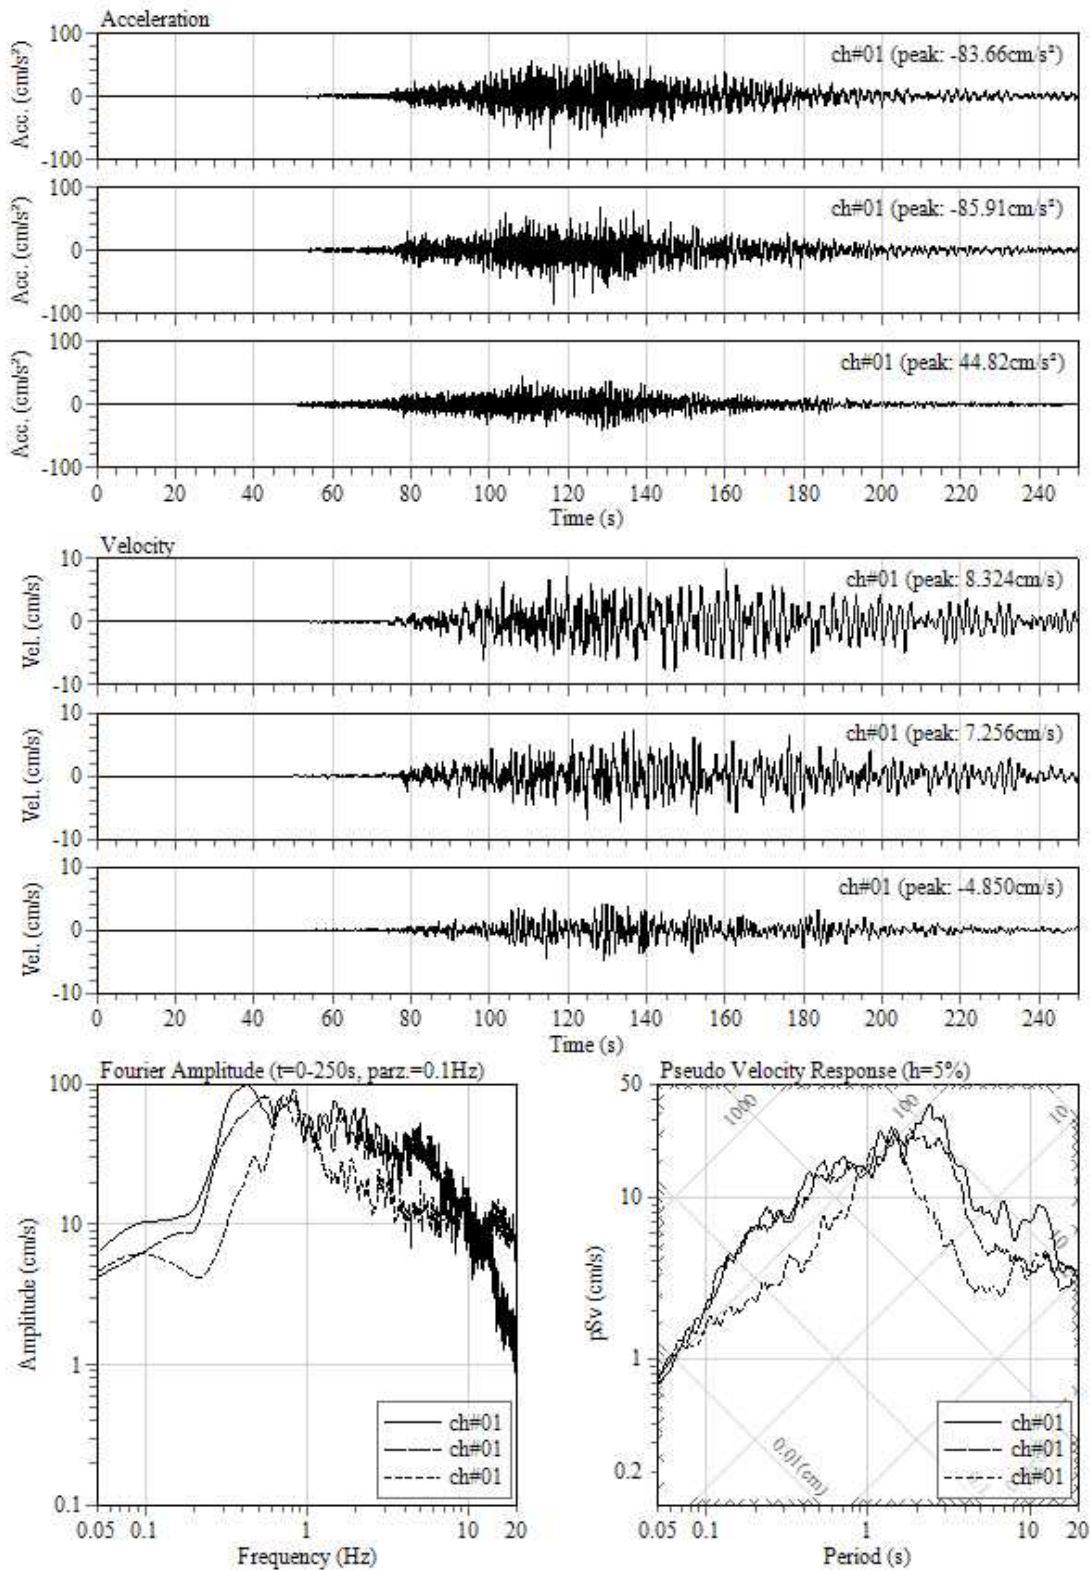 Acceleration
100
0
-100
Acc. (cm/s²)
ch#01 (peak: -83.66cm/s²)
100
0
-100
Acc. (cm/s²)
ch#01 (peak: -85.91cm/s²)
100
0
-100
Acc. (cm/s²)
ch#01 (peak: 44.82cm/s²)
0 20 40 60 80 100 120 140 160 180 200 220 240
Time (s)
Velocity
10
0
-10
Vel. (cm/s)
ch#01 (peak: 8.324cm/s)
10
0
-10
Vel. (cm/s)
ch#01 (peak: 7.256cm/s)
10
0
-10
Vel. (cm/s)
ch#01 (peak: -4.850cm/s)
0 20 40 60 80 100 120 140 160 180 200 220 240
Time (s)
Fourier Amplitude (t=0-250s, parz.=0.1Hz)
100
10
1
0.1
Amplitude (cm/s)
ch#01
ch#01
ch#01
0.05 0.1 1 10 20
Frequency (Hz)
Pseudo Velocity Response (h=5%)
50
10
1
0.2
pSv (cm/s)
1000
100
10
10
0.01(cm)
ch#01
ch#01
ch#01
0.05 0.1 1 10 20
Period (s)